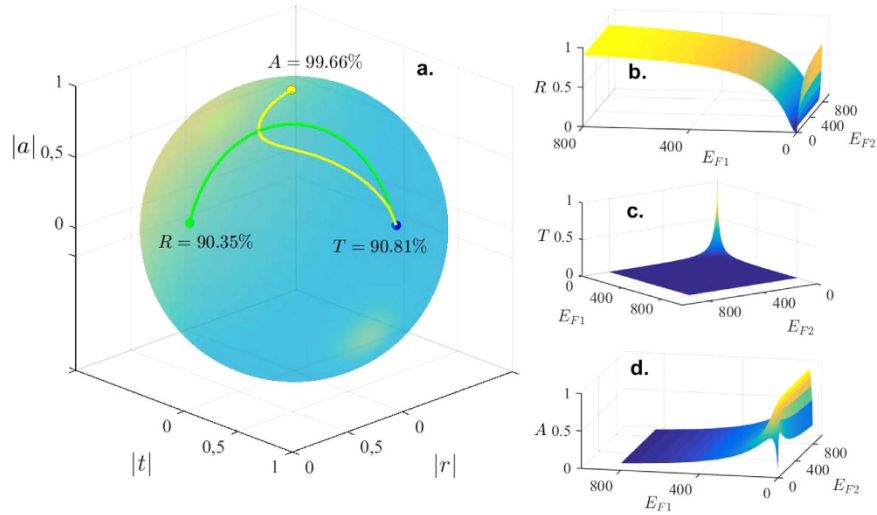 A = 99.66%
a.
R = 90.35%
T = 90.81%
1
0,5
0
|a|
0
0,5
1
|t|
0
0,5
0
|r|
b.
R
1
0.5
0
800
400
0
E_{F1}
800
400
0
E_{F2}
c.
T
1
0.5
0
0
400
800
E_{F1}
800
400
0
E_{F2}
d.
A
1
0.5
0
800
400
0
E_{F1}
800
400
0
E_{F2}